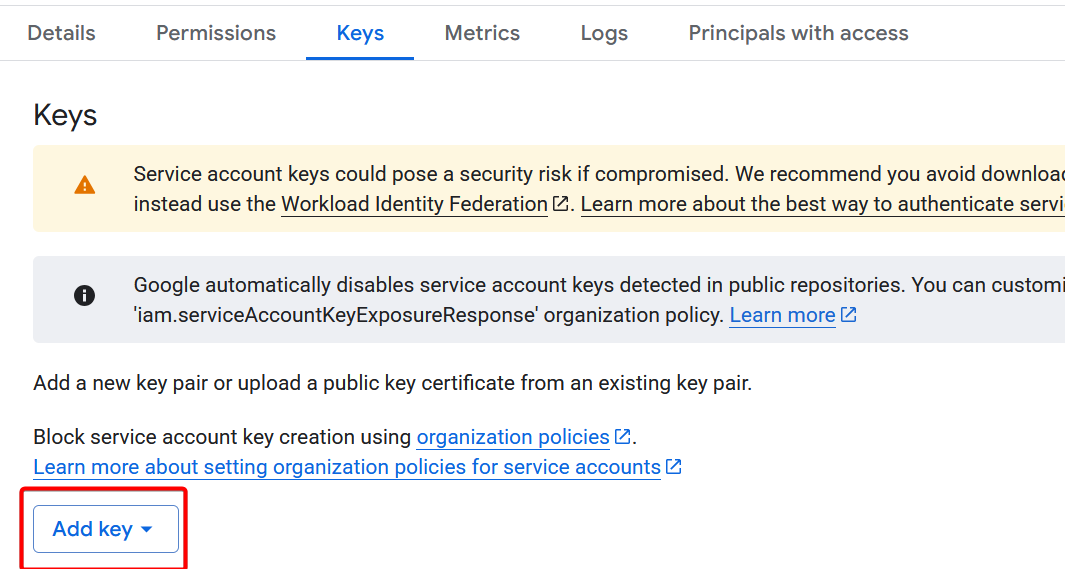 Details Permissions Keys Metrics Logs Principals with access
Keys
Service account keys could pose a security risk if compromised. We recommend you avoid
instead use the Workload Identity Federation. Learn more about the best way to authenticate
Google automatically disables service account keys detected in public repositories. You can
'iam.serviceAccountKeyExposureResponse' organization policy. Learn more
Add a new key pair or upload a public key certificate from an existing key pair.
Block service account key creation using organization policies.
Learn more about setting organization policies for service accounts
Add key